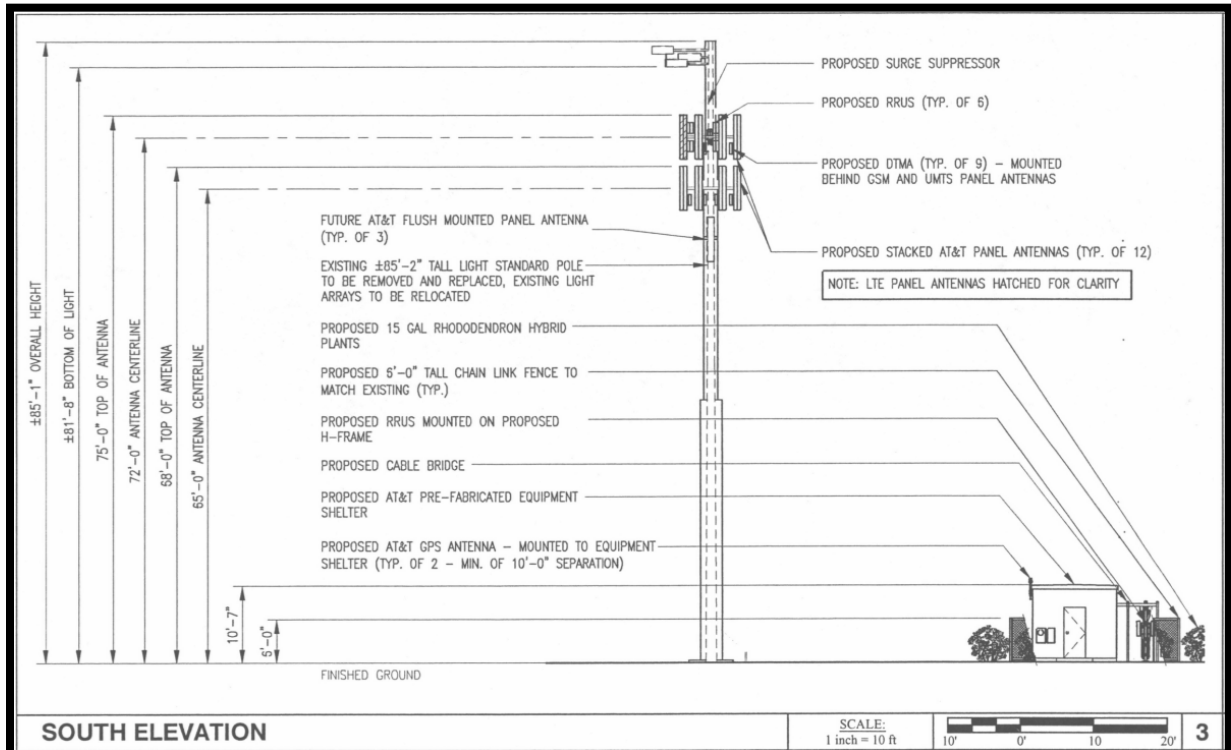 PROPOSED SURGE SUPPRESSOR
PROPOSED RRUS (TYP. OF 6)
PROPOSED DTMA (TYP. OF 9) – MOUNTED
BEHIND GSM AND UMTS PANEL ANTENNAS
PROPOSED STACKED AT&T PANEL ANTENNAS (TYP. OF 12)
NOTE: LTE PANEL ANTENNAS HATCHED FOR CLARITY
FUTURE AT&T FLUSH MOUNTED PANEL ANTENNA
(TYP. OF 3)
EXISTING ±85'-2" TALL LIGHT STANDARD POLE
TO BE REMOVED AND REPLACED, EXISTING LIGHT
ARRAYS TO BE RELOCATED
PROPOSED 15 GAL RHODODENDRON HYBRID
PLANTS
PROPOSED 6'-0" TALL CHAIN LINK FENCE TO
MATCH EXISTING (TYP.)
PROPOSED RRUS MOUNTED ON PROPOSED
H-FRAME
PROPOSED CABLE BRIDGE
PROPOSED AT&T PRE-FABRICATED EQUIPMENT
SHELTER
PROPOSED AT&T GPS ANTENNA – MOUNTED TO EQUIPMENT
SHELTER (TYP. OF 2 – MIN. OF 10'-0" SEPARATION)
±85'-1" OVERALL HEIGHT
±81'-8" BOTTOM OF LIGHT
75'-0" TOP OF ANTENNA
72'-0" ANTENNA CENTERLINE
68'-0" TOP OF ANTENNA
65'-0" ANTENNA CENTERLINE
10'-7"
6'-0"
FINISHED GROUND
SOUTH ELEVATION
SCALE:
1 inch = 10 ft
10' 0' 10 20'
3